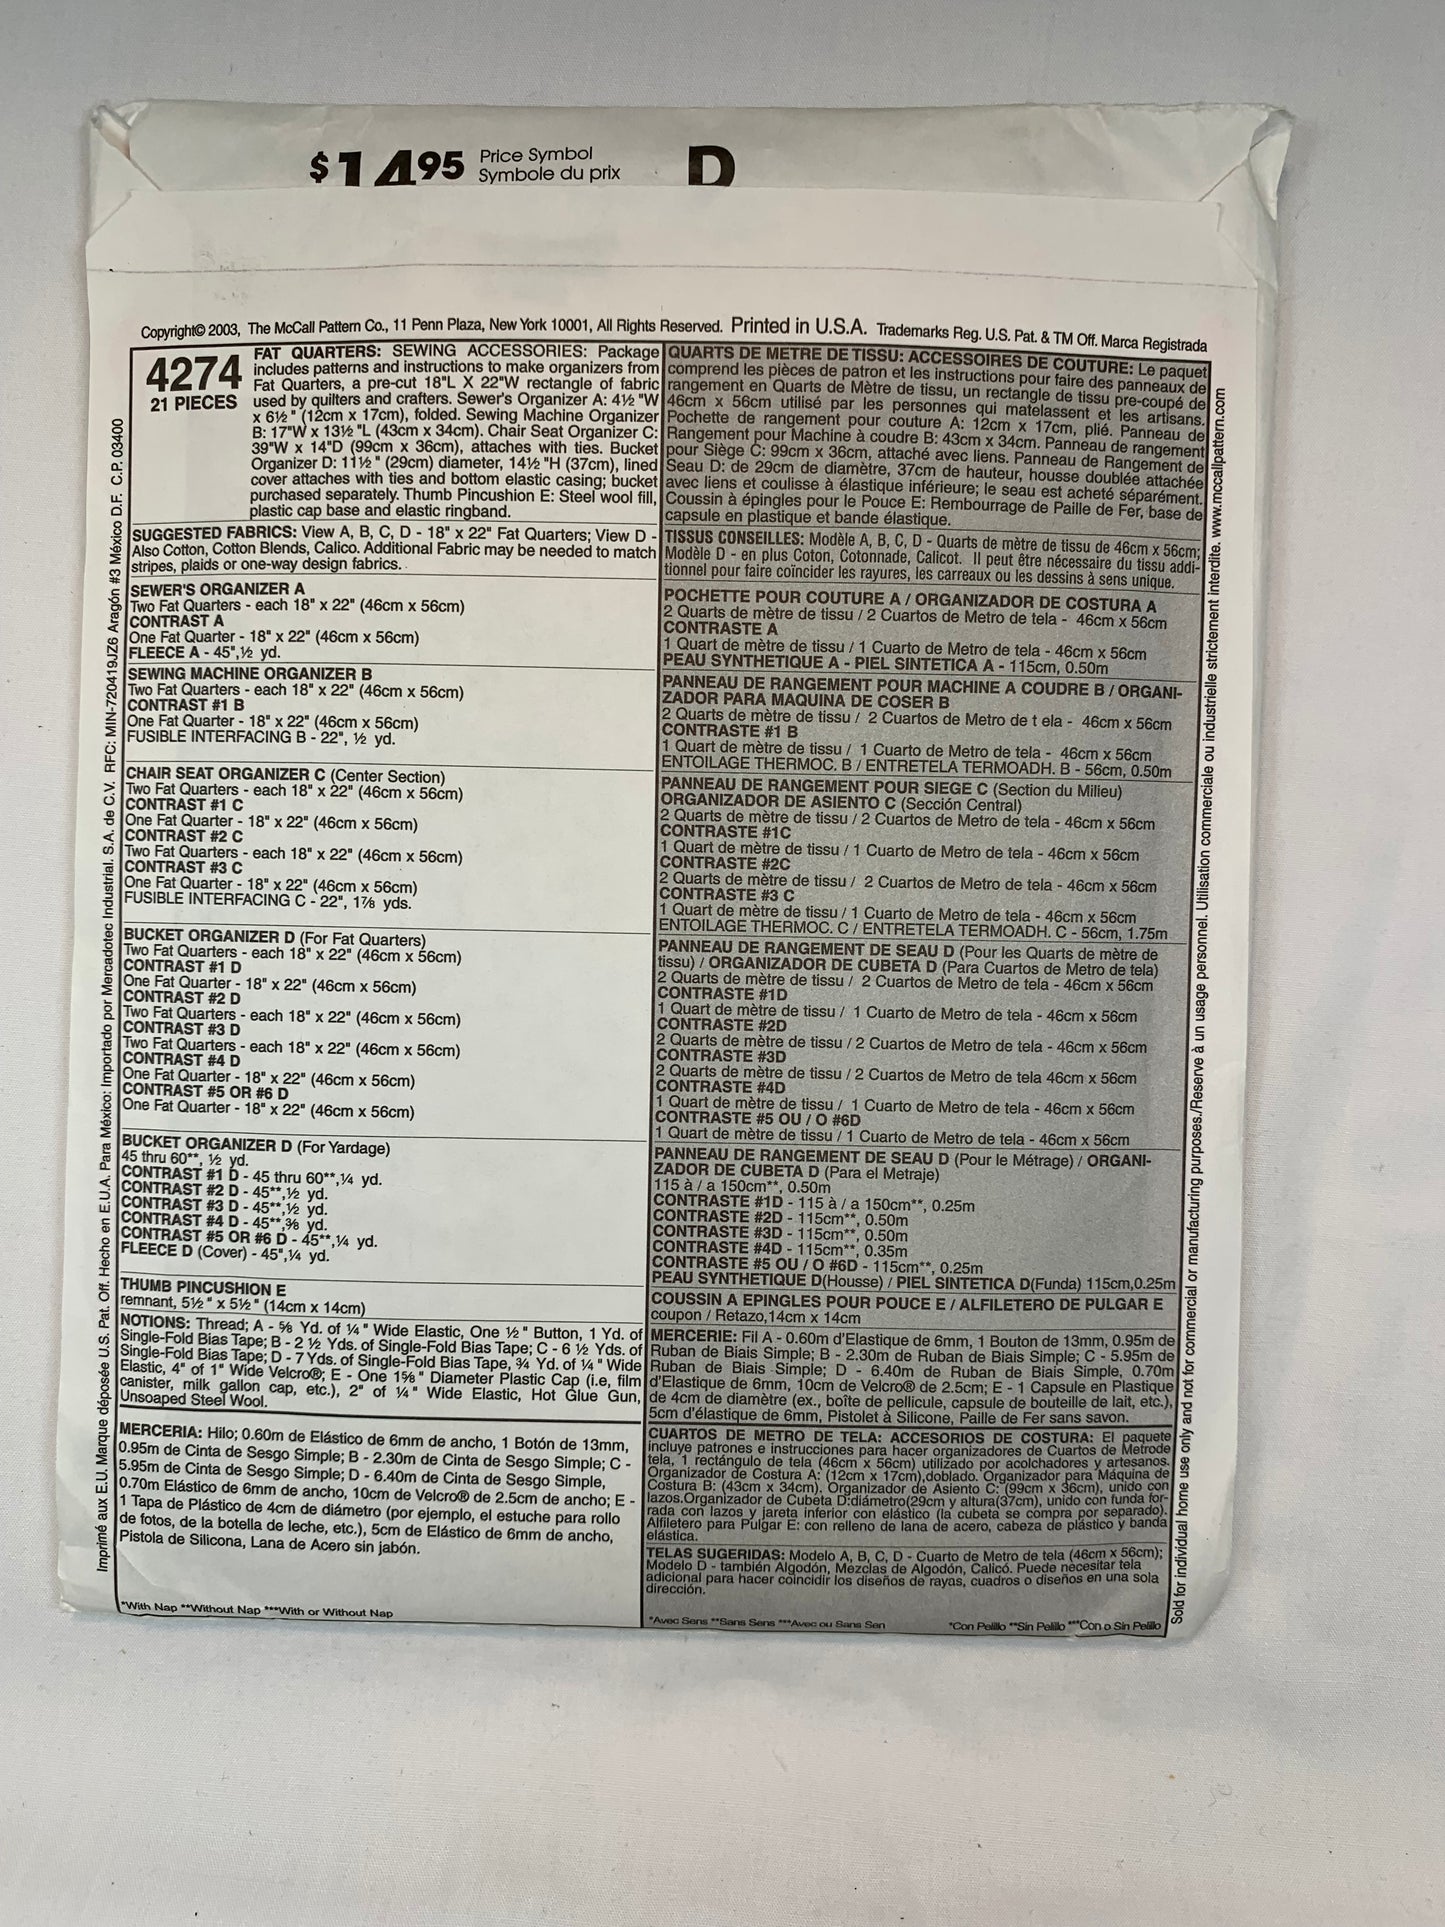 $14.95 Price Symbol
Symbole du prix
D
Copyright© 2003, The McCall Pattern Co., 11 Penn Plaza, New York 10001, All Rights Reserved. Printed in U.S.A. Trademarks Reg. U.S. Pat. & TM Off. Marca Registrada
4274
21 PIECES
FAT QUARTERS: SEWING ACCESSORIES: Package
includes patterns and instructions to make organizers from
Fat Quarters, a pre-cut 18"L X 22"W rectangle of fabric
used by quilters and crafters. Sewer's Organizer A: 4½ "W
x 6½ " (12cm x 17cm), folded. Sewing Machine Organizer
B: 17"W x 13½ "L (43cm x 34cm). Chair Seat Organizer C:
39"W x 14"D (99cm x 36cm), attaches with ties. Bucket
Organizer D: 11½ " (29cm) diameter, 14½ "H (37cm), lined
cover attaches with ties and bottom elastic casing; bucket
purchased separately. Thumb Pincushion E: Steel wool fill,
plastic cap base and elastic ringband.
SUGGESTED FABRICS: View A, B, C, D - 18" x 22" Fat Quarters; View D -
Also Cotton, Cotton Blends, Calico. Additional Fabric may be needed to match
stripes, plaids or one-way design fabrics.
SEWER'S ORGANIZER A
Two Fat Quarters - each 18" x 22" (46cm x 56cm)
CONTRAST A
One Fat Quarter - 18" x 22" (46cm x 56cm)
FLEECE A - 45",½ yd.
SEWING MACHINE ORGANIZER B
Two Fat Quarters - each 18" x 22" (46cm x 56cm)
CONTRAST #1 B
One Fat Quarter - 18" x 22" (46cm x 56cm)
FUSIBLE INTERFACING B - 22", ½ yd.
CHAIR SEAT ORGANIZER C (Center Section)
Two Fat Quarters - each 18" x 22" (46cm x 56cm)
CONTRAST #1 C
One Fat Quarter - 18" x 22" (46cm x 56cm)
CONTRAST #2 C
Two Fat Quarters - each 18" x 22" (46cm x 56cm)
CONTRAST #3 C
One Fat Quarter - 18" x 22" (46cm x 56cm)
FUSIBLE INTERFACING C - 22", 1⅞ yds.
BUCKET ORGANIZER D (For Fat Quarters)
Two Fat Quarters - each 18" x 22" (46cm x 56cm)
CONTRAST #1 D
One Fat Quarter - 18" x 22" (46cm x 56cm)
CONTRAST #2 D
Two Fat Quarters - each 18" x 22" (46cm x 56cm)
CONTRAST #3 D
Two Fat Quarters - each 18" x 22" (46cm x 56cm)
CONTRAST #4 D
One Fat Quarter - 18" x 22" (46cm x 56cm)
CONTRAST #5 OR #6 D
One Fat Quarter - 18" x 22" (46cm x 56cm)
BUCKET ORGANIZER D (For Yardage)
45 thru 60**, ½ yd.
CONTRAST #1 D - 45 thru 60**,¼ yd.
CONTRAST #2 D - 45**,½ yd.
CONTRAST #3 D - 45**,½ yd.
CONTRAST #4 D - 45**,⅜ yd.
CONTRAST #5 OR #6 D - 45**,¼ yd.
FLEECE D (Cover) - 45",¼ yd.
THUMB PINCUSHION E
remnant, 5½" x 5½" (14cm x 14cm)
NOTIONS: Thread; A - ⅝ Yd. of ¼ " Wide Elastic, One ½ " Button, 1 Yd. of
Single-Fold Bias Tape; B - 2 ½ Yds. of Single-Fold Bias Tape; C - 6 ½ Yds. of
Single-Fold Bias Tape; D - 7 Yds. of Single-Fold Bias Tape, ¾ Yd. of ¼ " Wide
Elastic, 4" of 1" Wide Velcro®; E - One 1⅝ " Diameter Plastic Cap (i.e, film
canister, milk gallon cap, etc.), 2" of ¼ " Wide Elastic, Hot Glue Gun,
Unsoaped Steel Wool.
MERCERIA: Hilo; 0.60m de Elástico de 6mm de ancho, 1 Botón de 13mm,
0.95m de Cinta de Sesgo Simple; B - 2.30m de Cinta de Sesgo Simple; C -
5.95m de Cinta de Sesgo Simple; D - 6.40m de Cinta de Sesgo Simple,
0.70m Elástico de 6mm de ancho, 10cm de Velcro® de 2.5cm de ancho; E -
1 Tapa de Plástico de 4cm de diámetro (por ejemplo, el estuche para rollo
de fotos, de la botella de leche, etc.), 5cm de Elástico de 6mm de ancho,
Pistola de Silicona, Lana de Acero sin jabón.
*With Nap **Without Nap ***With or Without Nap
QUARTS DE METRE DE TISSU: ACCESSOIRES DE COUTURE: Le paquet
comprend les pièces de patron et les instructions pour faire des panneaux de
rangement en Quarts de Mètre de tissu, un rectangle de tissu pre-coupé de
46cm x 56cm utilisé par les personnes qui matelassent et les artisans.
Pochette de rangement pour couture A: 12cm x 17cm, plié. Panneau de
Rangement pour Machine à coudre B: 43cm x 34cm. Panneau de rangement
pour Siège C: 99cm x 36cm, attaché avec liens. Panneau de Rangement de
Seau D: de 29cm de diamètre, 37cm de hauteur, housse doublée attachée
avec liens et coulisse à élastique inférieure; le seau est acheté séparément.
Coussin à épingles pour le Pouce E: Rembourrage de Paille de Fer, base de
capsule en plastique et bande élastique.
TISSUS CONSEILLES: Modèle A, B, C, D - Quarts de mètre de tissu de 46cm x 56cm;
Modèle D - en plus Coton, Cotonnade, Calicot. Il peut être nécessaire du tissu addi-
tionnel pour faire coïncider les rayures, les carreaux ou les dessins à sens unique.
POCHETTE POUR COUTURE A / ORGANIZADOR DE COSTURA A
2 Quarts de mètre de tissu / 2 Cuartos de Metro de tela - 46cm x 56cm
CONTRASTE A
1 Quart de mètre de tissu / 1 Cuarto de Metro de tela - 46cm x 56cm
PEAU SYNTHETIQUE A - PIEL SINTETICA A - 115cm, 0.50m
PANNEAU DE RANGEMENT POUR MACHINE A COUDRE B / ORGANI-
ZADOR PARA MAQUINA DE COSER B
2 Quarts de mètre de tissu / 2 Cuartos de Metro de t ela - 46cm x 56cm
CONTRASTE #1 B
1 Quart de mètre de tissu / 1 Cuarto de Metro de tela - 46cm x 56cm
ENTOILAGE THERMOC. B / ENTRETELA TERMOADH. B - 56cm, 0.50m
PANNEAU DE RANGEMENT POUR SIEGE C (Section du Milieu)
ORGANIZADOR DE ASIENTO C (Sección Central)
2 Quarts de mètre de tissu / 2 Cuartos de Metro de tela - 46cm x 56cm
CONTRASTE #1C
1 Quart de mètre de tissu / 1 Cuarto de Metro de tela - 46cm x 56cm
CONTRASTE #2C
2 Quarts de mètre de tissu / 2 Cuartos de Metro de tela - 46cm x 56cm
CONTRASTE #3 C
1 Quart de mètre de tissu / 1 Cuarto de Metro de tela - 46cm x 56cm
ENTOILAGE THERMOC. C / ENTRETELA TERMOADH. C - 56cm, 1.75m
PANNEAU DE RANGEMENT DE SEAU D (Pour les Quarts de mètre de
tissu) / ORGANIZADOR DE CUBETA D (Para Cuartos de Metro de tela)
2 Quarts de mètre de tissu / 2 Cuartos de Metro de tela - 46cm x 56cm
CONTRASTE #1D
1 Quart de mètre de tissu / 1 Cuarto de Metro de tela - 46cm x 56cm
CONTRASTE #2D
2 Quarts de mètre de tissu / 2 Cuartos de Metro de tela - 46cm x 56cm
CONTRASTE #3D
2 Quarts de mètre de tissu / 2 Cuartos de Metro de tela 46cm x 56cm
CONTRASTE #4D
1 Quart de mètre de tissu / 1 Cuarto de Metro de tela - 46cm x 56cm
CONTRASTE #5 OU / O #6D
1 Quart de mètre de tissu / 1 Cuarto de Metro de tela - 46cm x 56cm
PANNEAU DE RANGEMENT DE SEAU D (Pour le Métrage) / ORGANI-
ZADOR DE CUBETA D (Para el Metraje)
115 à / a 150cm**, 0.50m
CONTRASTE #1D - 115 à / a 150cm**, 0.25m
CONTRASTE #2D - 115cm**, 0.50m
CONTRASTE #3D - 115cm**, 0.50m
CONTRASTE #4D - 115cm**, 0.35m
CONTRASTE #5 OU / O #6D - 115cm**, 0.25m
PEAU SYNTHETIQUE D(Housse) / PIEL SINTETICA D(Funda) 115cm,0.25m
COUSSIN A EPINGLES POUR POUCE E / ALFILETERO DE PULGAR E
coupon / Retazo,14cm x 14cm
MERCERIE: Fil A - 0.60m d'Elastique de 6mm, 1 Bouton de 13mm, 0.95m de
Ruban de Biais Simple; B - 2.30m de Ruban de Biais Simple; C - 5.95m de
Ruban de Biais Simple; D - 6.40m de Ruban de Biais Simple, 0.70m
d'Elastique de 6mm, 10cm de Velcro® de 2.5cm; E - 1 Capsule en Plastique
de 4cm de diamètre (ex., boîte de pellicule, capsule de bouteille de lait, etc.),
5cm d'élastique de 6mm, Pistolet à Silicone, Paille de Fer sans savon.
CUARTOS DE METRO DE TELA: ACCESORIOS DE COSTURA: El paquete
incluye patrones e instrucciones para hacer organizadores de Cuartos de Metrode
tela, 1 rectángulo de tela (46cm x 56cm) utilizado por acolchadores y artesanos.
Organizador de Costura A: (12cm x 17cm),doblado. Organizador para Máquina de
Costura B: (43cm x 34cm). Organizador de Asiento C: (99cm x 36cm), unido con
lazos.Organizador de Cubeta D:diámetro(29cm y altura(37cm), unido con funda for-
rada con lazos y jareta inferior con elástico (la cubeta se compra por separado).
Alfiletero para Pulgar E: con relleno de lana de acero, cabeza de plástico y banda
elástica.
TELAS SUGERIDAS: Modelo A, B, C, D - Cuarto de Metro de tela (46cm x 56cm);
Modelo D - también Algodón, Mezclas de Algodón, Calicó. Puede necesitar tela
adicional para hacer coincidir los diseños de rayas, cuadros o diseños en una sola
dirección.
*Avec Sens **Sans Sens ***Avec ou Sans Sen
*Con Pelillo **Sin Pelillo ***Con o Sin Pelillo
Imprimé aux E.U. Marque déposée U.S. Pat. Off. Hecho en E.U.A. Para México: Importado por Mercadotec Industrial. S.A. de C.V. RFC: MIN-720419JZ6 Aragón #3 México D.F. C.P. 03400
Sold for individual home use only and not for commercial or manufacturing purposes./Reserve à un usage personnel. Utilisation commerciale ou industrielle strictement interdite. www.mccallpattern.com